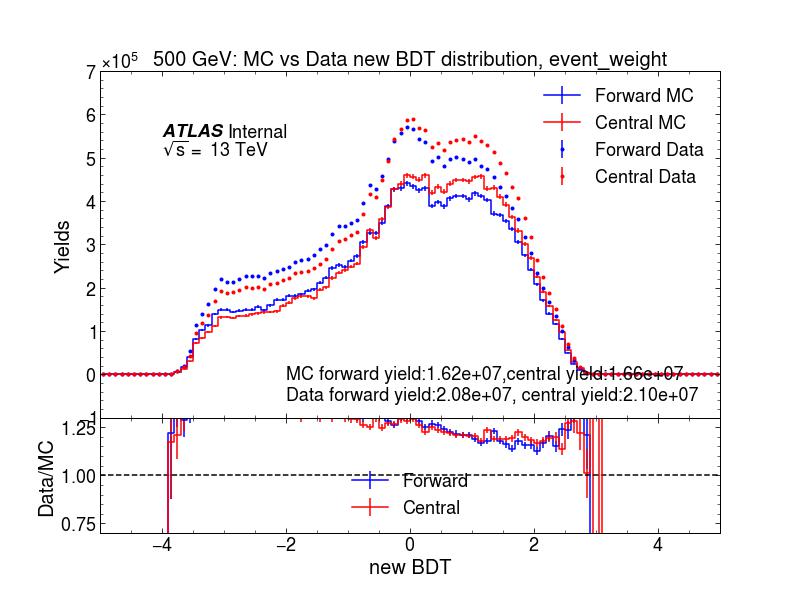 ×10⁵ 500 GeV: MC vs Data new BDT distribution, event_weight
7
6
5
4
3
2
1
0
1
Yields
ATLAS Internal
√s = 13 TeV
Forward MC
Central MC
Forward Data
Central Data
MC forward yield:1.62e+07,central yield:1.66e+07
Data forward yield:2.08e+07, central yield:2.10e+07
1.25
1.00
0.75
Data/MC
Forward
Central
−4 −2 0 2 4
new BDT